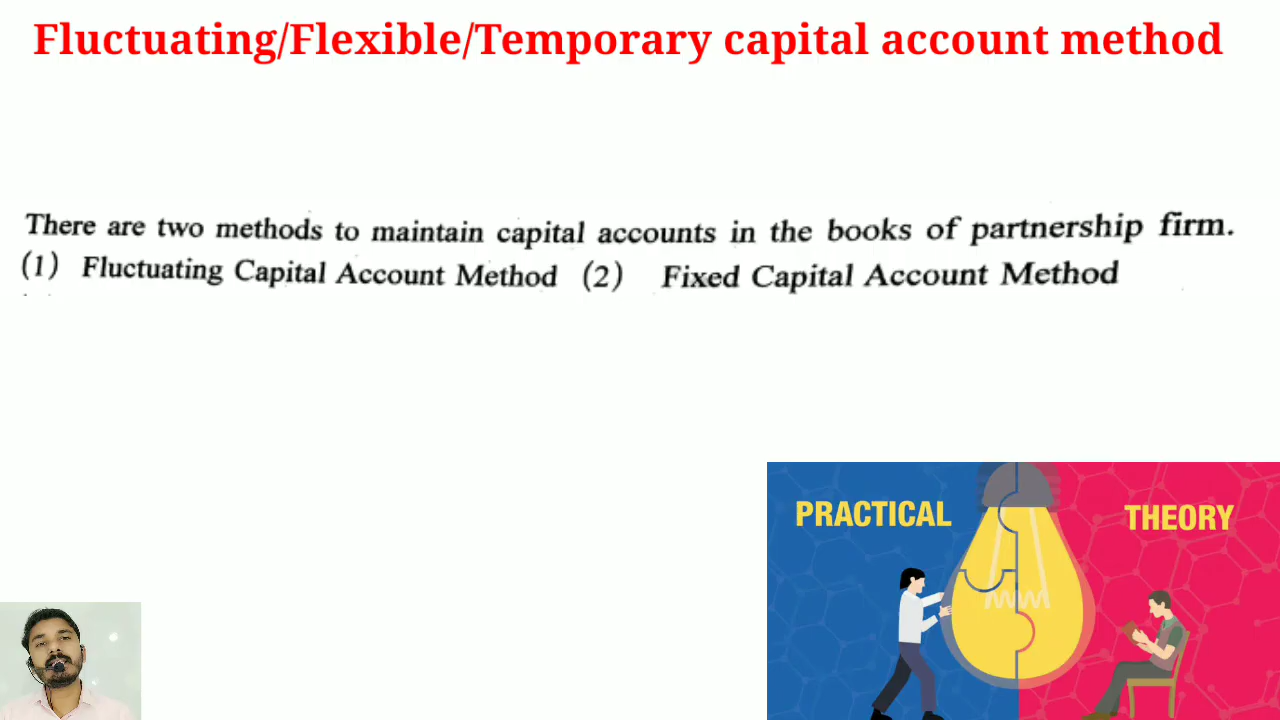 Fluctuating/Flexible/Temporary capital account method
There are two methods to maintain capital accounts in the books of partnership firm.
(1) Fluctuating Capital Account Method (2) Fixed Capital Account Method
PRACTICAL
THEORY